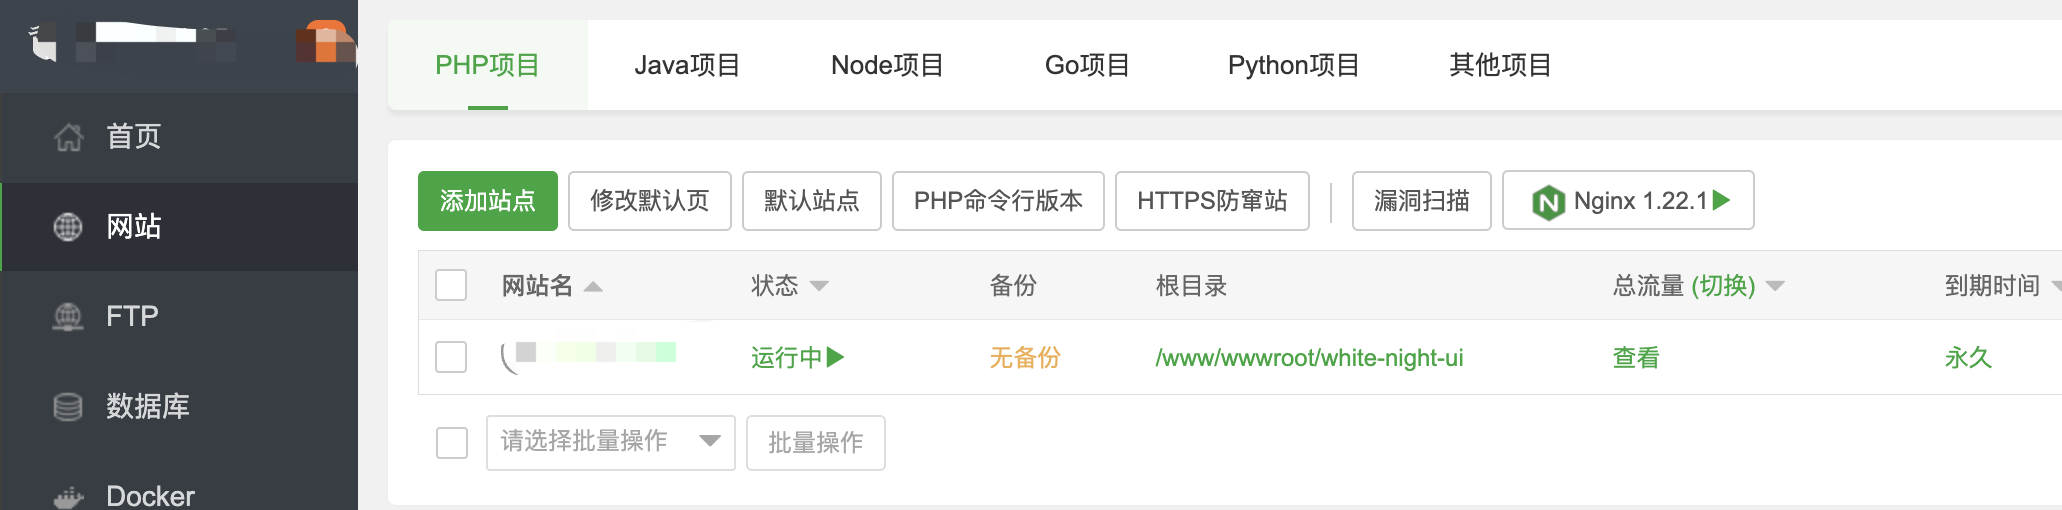 PHP项目 Java项目 Node项目 Go项目 Python项目 其他项目
首页
网站
FTP
数据库
Docker
添加站点 修改默认页 默认站点 PHP命令行版本 HTTPS防窜站 漏洞扫描 Nginx 1.22.1
网站名 状态 备份 根目录 总流量 (切换) 到期时间
运行中 无备份 /www/wwwroot/white-night-ui 查看 永久
请选择批量操作 批量操作